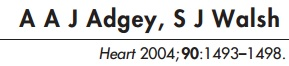 A A J Adgey, S J Walsh
Heart 2004;90:1493–1498.